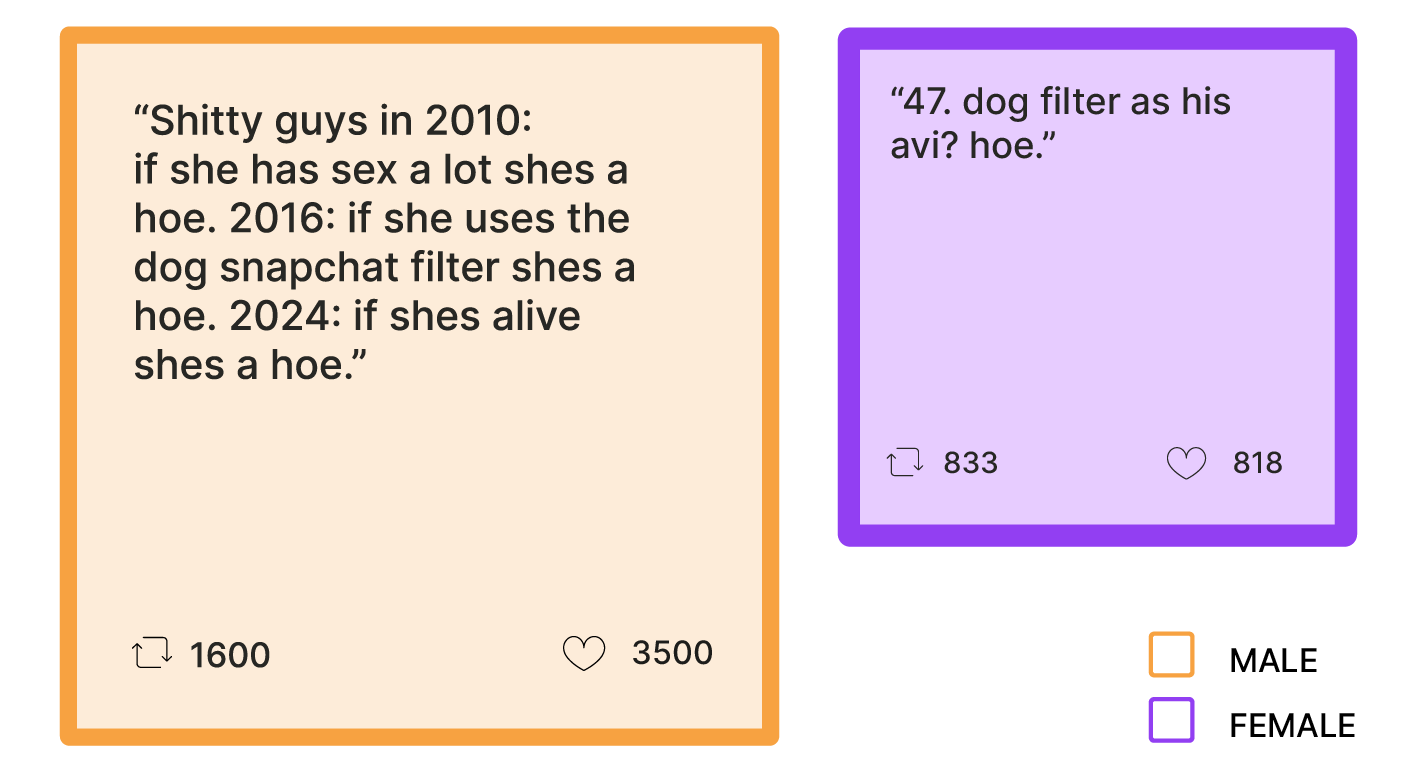 “Shitty guys in 2010:
if she has sex a lot shes a
hoe. 2016: if she uses the
dog snapchat filter shes a
hoe. 2024: if shes alive
shes a hoe.”
1600
3500
“47. dog filter as his
avi? hoe.”
833
818
MALE
FEMALE